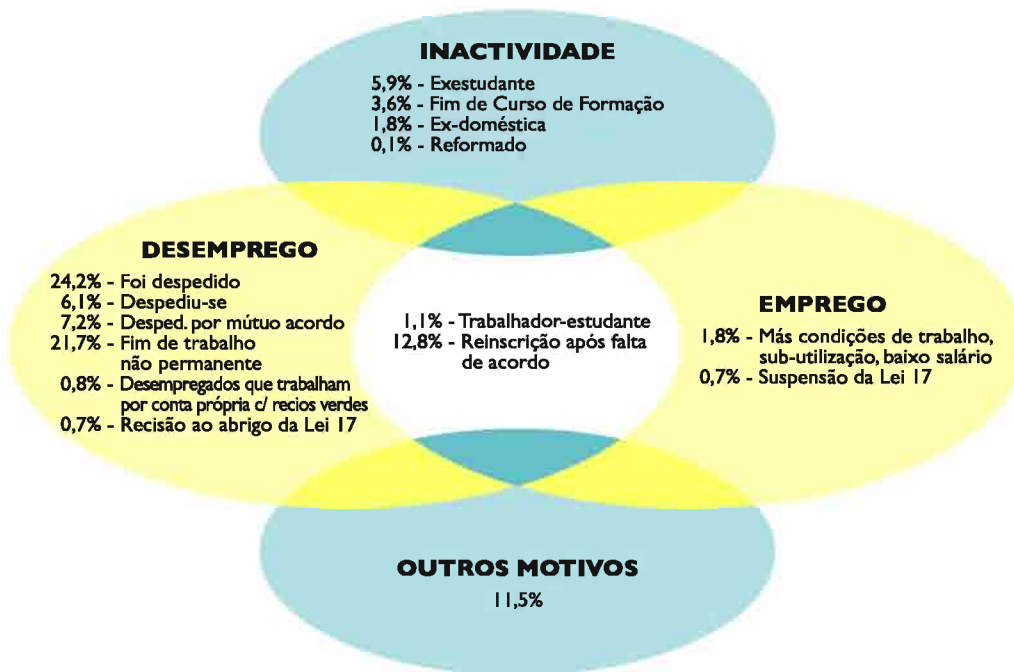 INACTIVIDADE
5,9% - Exestudante
3,6% - Fim de Curso de Formação
1,8% - Ex-doméstica
0,1% - Reformado
DESEMPREGO
24,2% - Foi despedido
6,1% - Despediu-se
7,2% - Desped. por mútuo acordo
21,7% - Fim de trabalho
não permanente
0,8% - Desempregados que trabalham
por conta própria c/ recios verdes
0,7% - Recisão ao abrigo da Lei 17
1,1% - Trabalhador-estudante
12,8% - Reinscrição após falta
de acordo
EMPREGO
1,8% - Más condições de trabalho,
sub-utilização, baixo salário
0,7% - Suspensão da Lei 17
OUTROS MOTIVOS
11,5%